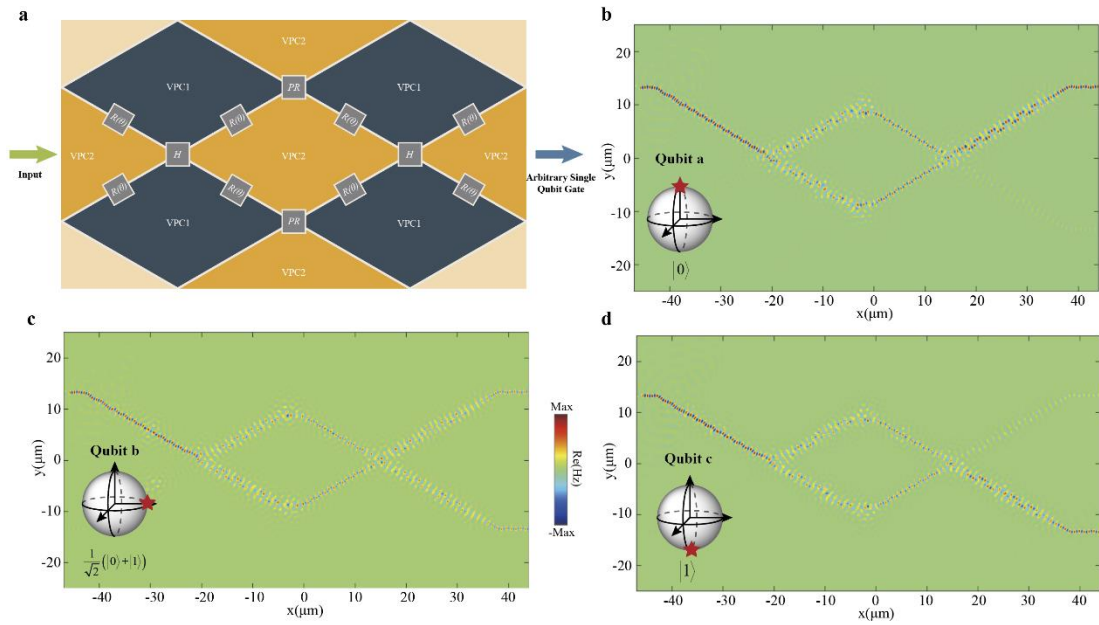 a
VPC2
VPC1
PR
VPC1
R(θ)
R(θ)
R(θ)
R(θ)
Input
VPC2
H
VPC2
H
VPC2
Arbitrary Single
Qubit Gate
R(θ)
R(θ)
R(θ)
R(θ)
VPC1
PR
VPC1
VPC2
b
y(μm)
20
10
0
-10
-20
Qubit a
|0⟩
-40
-30
-20
-10
0
10
20
30
40
x(μm)
c
y(μm)
20
10
0
-10
-20
Qubit b
1/√2(|0⟩+|1⟩)
-40
-30
-20
-10
0
10
20
30
40
x(μm)
Max
Re(Hz)
-Max
d
y(μm)
20
10
0
-10
-20
Qubit c
|1⟩
-40
-30
-20
-10
0
10
20
30
40
x(μm)